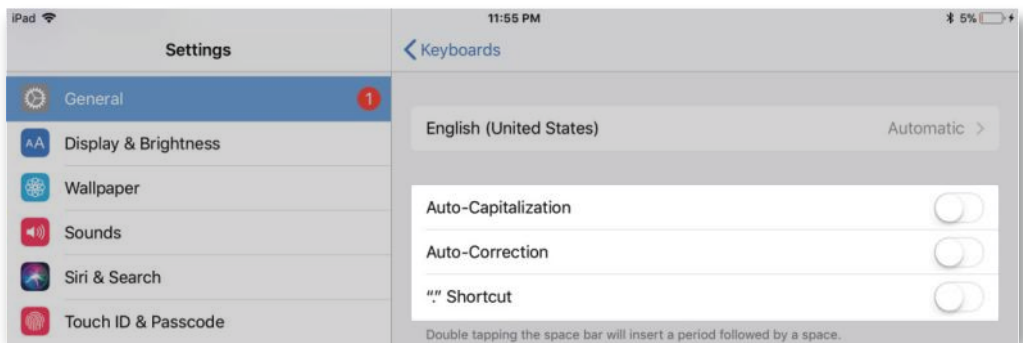 iPad 11:55 PM 5%
Settings
Keyboards
General 1
English (United States) Automatic
Display & Brightness
Wallpaper
Auto-Capitalization
Sounds
Auto-Correction
Siri & Search
"." Shortcut
Touch ID & Passcode
Double tapping the space bar will insert a period followed by a space.